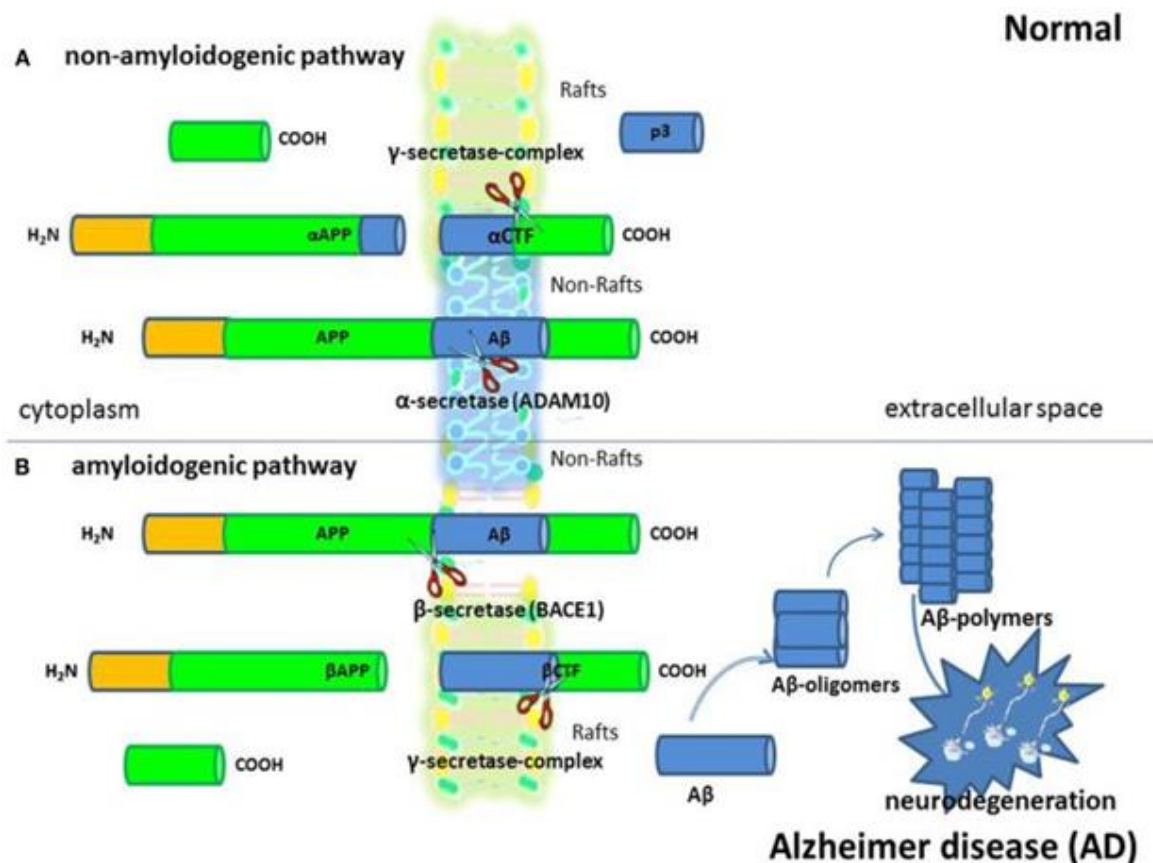 Normal
A non-amyloidogenic pathway
Rafts
COOH
p3
γ-secretase-complex
H₂N
αAPP
αCTF
COOH
Non-Rafts
H₂N
APP
Aβ
COOH
α-secretase (ADAM10)
cytoplasm
extracellular space
B amyloidogenic pathway
Non-Rafts
H₂N
APP
Aβ
COOH
β-secretase (BACE1)
Aβ-polymers
H₂N
βAPP
βCTF
COOH
Aβ-oligomers
Rafts
COOH
γ-secretase-complex
Aβ
neurodegeneration
Alzheimer disease (AD)